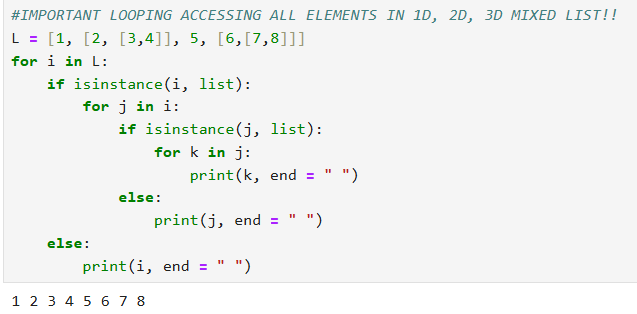 #IMPORTANT LOOPING ACCESSING ALL ELEMENTS IN 1D, 2D, 3D MIXED LIST!!
L = [1, [2, [3,4]], 5, [6,[7,8]]]
for i in L:
    if isinstance(i, list):
        for j in i:
            if isinstance(j, list):
                for k in j:
                    print(k, end = " ")
            else:
                print(j, end = " ")
    else:
        print(i, end = " ")
1 2 3 4 5 6 7 8